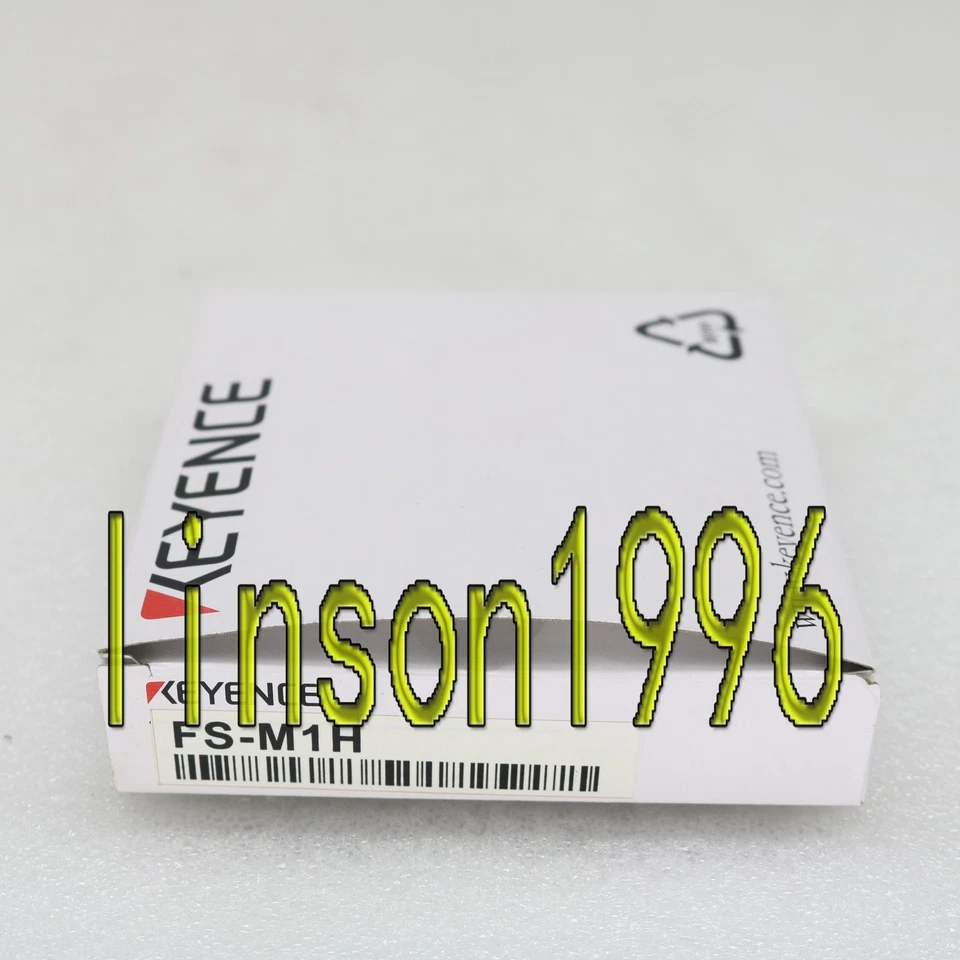 KEYENCE
keyence.com
linson1996
KEYENCE
FS-M1H